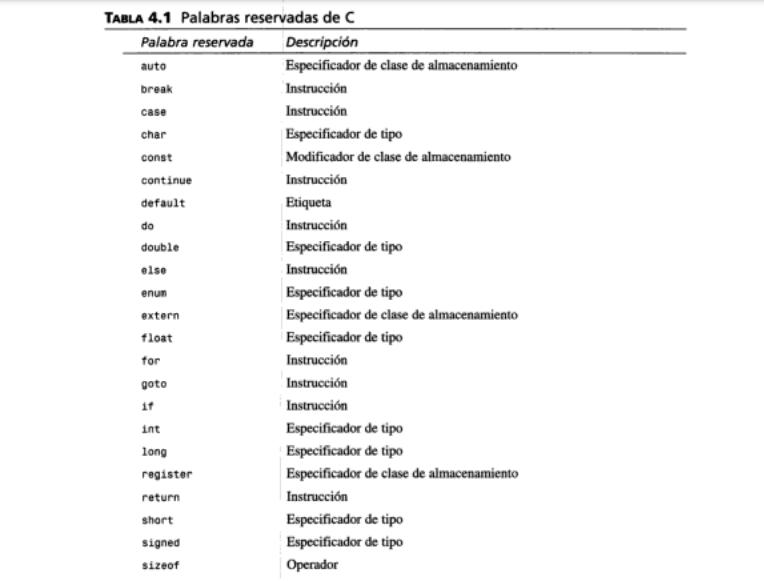 TABLA 4.1 Palabras reservadas de C
Palabra reservada Descripción
auto Especificador de clase de almacenamiento
break Instrucción
case Instrucción
char Especificador de tipo
const Modificador de clase de almacenamiento
continue Instrucción
default Etiqueta
do Instrucción
double Especificador de tipo
else Instrucción
enum Especificador de tipo
extern Especificador de clase de almacenamiento
float Especificador de tipo
for Instrucción
goto Instrucción
if Instrucción
int Especificador de tipo
long Especificador de tipo
register Especificador de clase de almacenamiento
return Instrucción
short Especificador de tipo
signed Especificador de tipo
sizeof Operador